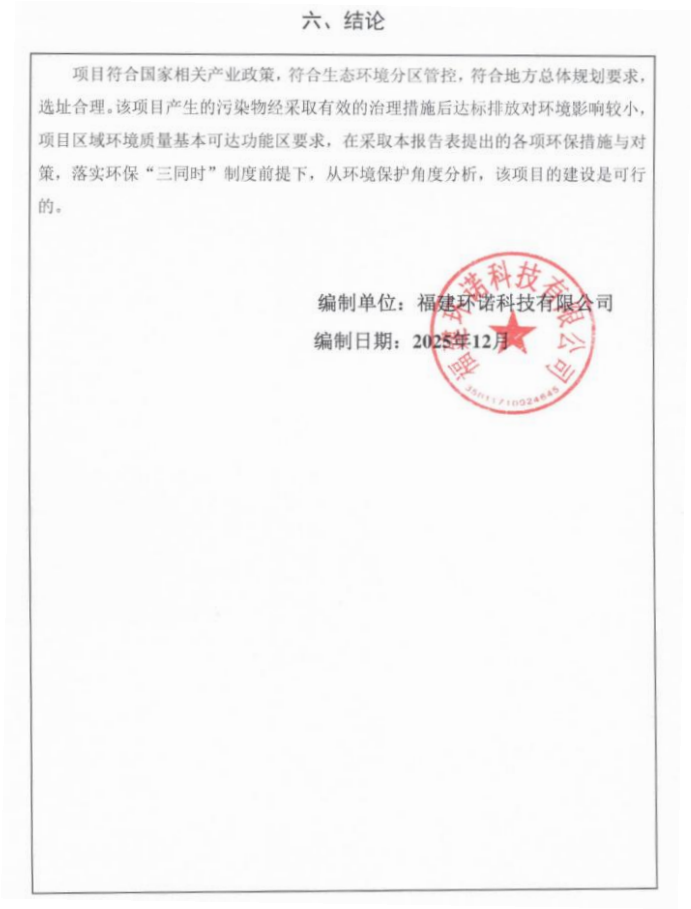 六、结论
项目符合国家相关产业政策，符合生态环境分区管控，符合地方总体规划要求，
选址合理。该项目产生的污染物经采取有效的治理措施后达标排放对环境影响较小，
项目区域环境质量基本可达功能区要求，在采取本报告表提出的各项环保措施与对
策，落实环保“三同时”制度前提下，从环境保护角度分析，该项目的建设是可行
的。
编制单位：福建环诺科技有限公司
编制日期：2025年12月
福建环诺科技有限公司